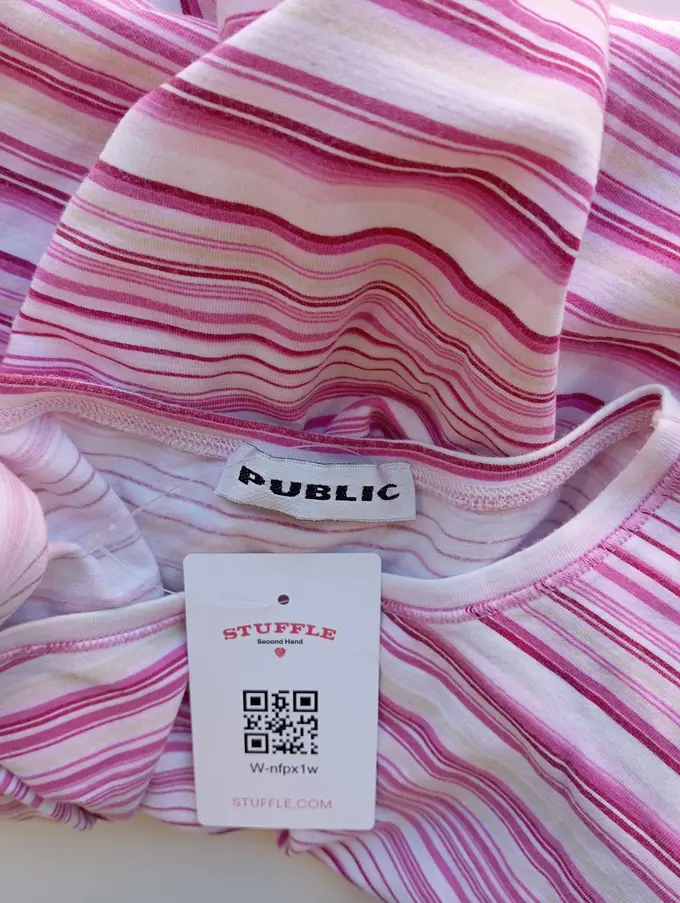 PUBLIC
STUFFLE
Second Hand
W-nfpx1w
STUFFLE.COM